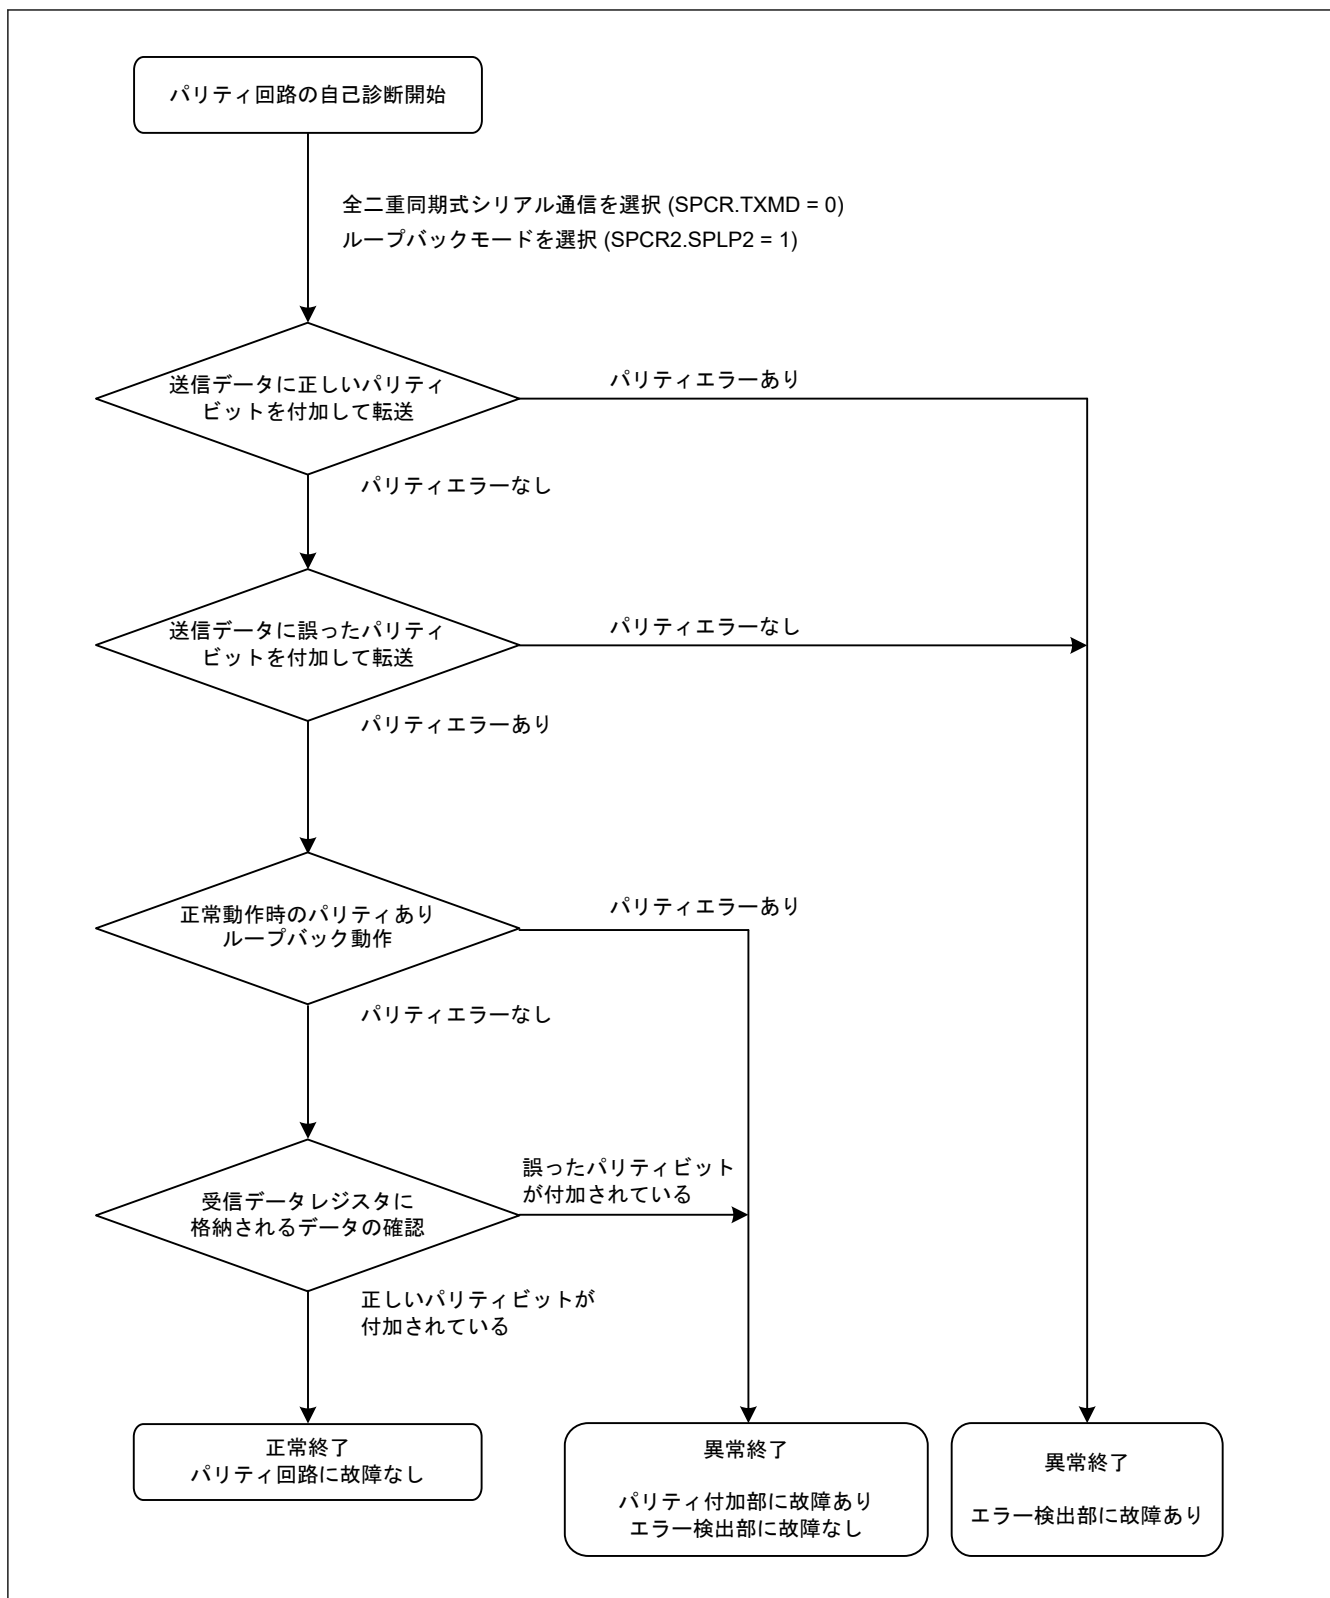 パリティ回路の自己診断開始
全二重同期式シリアル通信を選択 (SPCR.TXMD = 0)
ループバックモードを選択 (SPCR2.SPLP2 = 1)
送信データに正しいパリティ
ビットを付加して転送
パリティエラーあり
パリティエラーなし
送信データに誤ったパリティ
ビットを付加して転送
パリティエラーなし
パリティエラーあり
正常動作時のパリティあり
ループバック動作
パリティエラーあり
パリティエラーなし
受信データレジスタに
格納されるデータの確認
誤ったパリティビット
が付加されている
正しいパリティビットが
付加されている
正常終了
パリティ回路に故障なし
異常終了
パリティ付加部に故障あり
エラー検出部に故障なし
異常終了
エラー検出部に故障あり